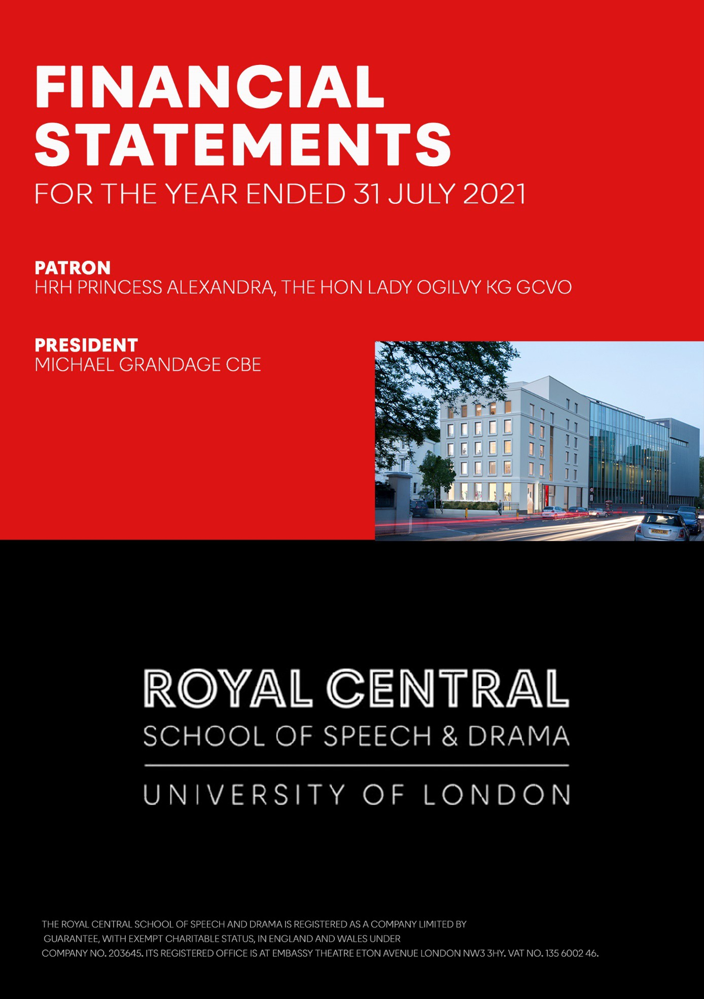 FINANCIAL
STATEMENTS
FOR THE YEAR ENDED 31 JULY 2021
PATRON
HRH PRINCESS ALEXANDRA, THE HON LADY OGILVY KG GCVO
PRESIDENT
MICHAEL GRANDAGE CBE
ROYAL CENTRAL
SCHOOL OF SPEECH & DRAMA
UNIVERSITY OF LONDON
THE ROYAL CENTRAL SCHOOL OF SPEECH AND DRAMA IS REGISTERED AS A COMPANY LIMITED BY
GUARANTEE, WITH EXEMPT CHARITABLE STATUS, IN ENGLAND AND WALES UNDER
COMPANY NO. 203645. ITS REGISTERED OFFICE IS AT EMBASSY THEATRE ETON AVENUE LONDON NW3 3HY. VAT NO. 135 6002 46.